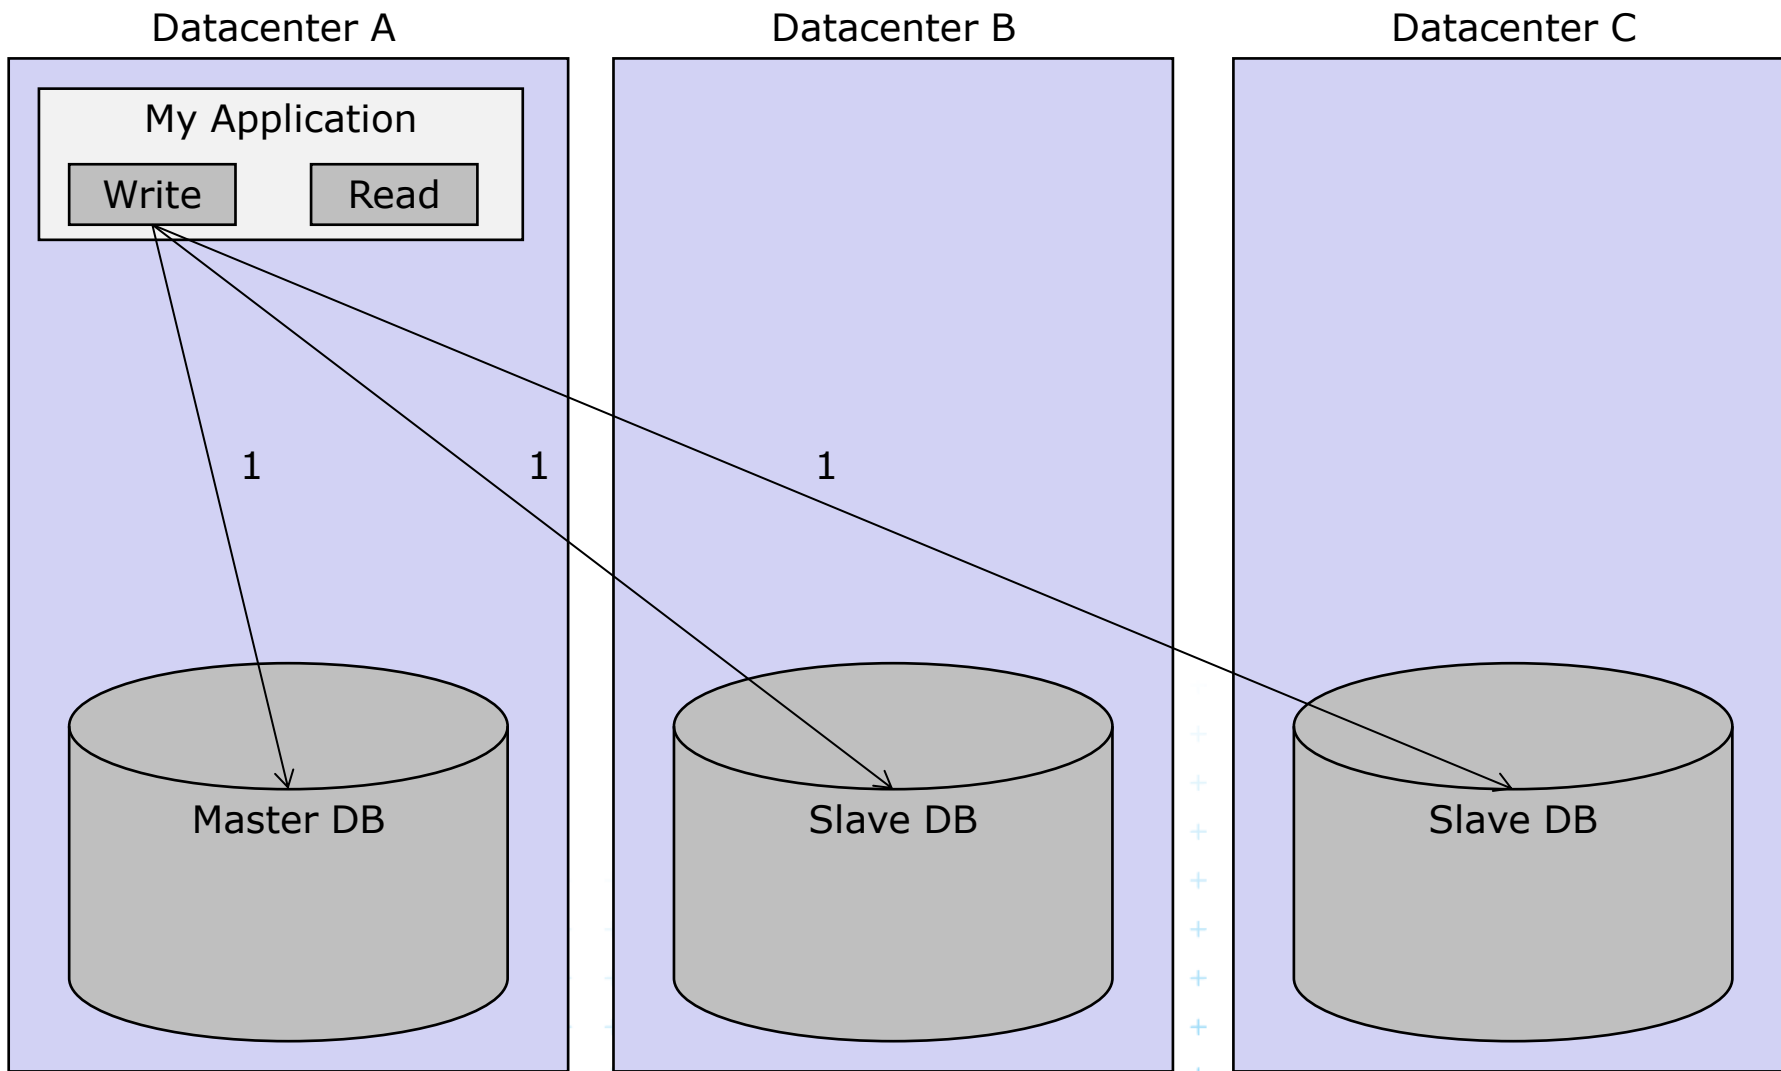 Datacenter A
Datacenter B
Datacenter C
My Application
Write
Read
1
1
1
Master DB
Slave DB
Slave DB